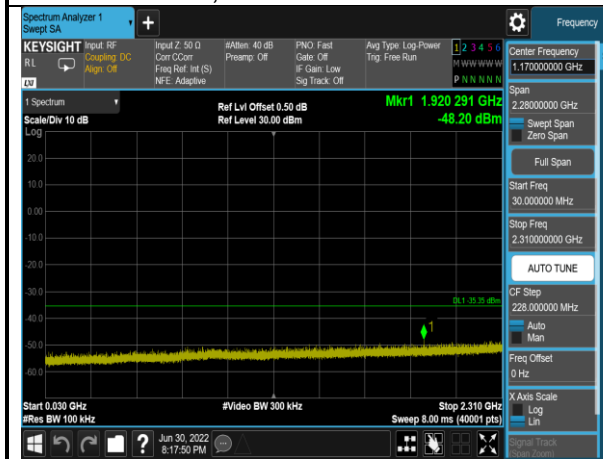 Spectrum Analyzer 1
Swept SA
+
Frequency
KEYSIGHT
RL
LXI
Input: RF
Coupling: DC
Align: Off
Input Z: 50 Ω
Corr CCorr
Freq Ref: Int (S)
NFE: Adaptive
#Atten: 40 dB
Preamp: Off
PNO: Fast
Gate: Off
IF Gain: Low
Sig Track: Off
Avg Type: Log-Power
Trig: Free Run
1 2 3 4 5 6
M W W W W W
P N N N N N
1 Spectrum
Scale/Div 10 dB
Log
Ref Lvl Offset 0.50 dB
Ref Level 30.00 dBm
Mkr1 1.920 291 GHz
-48.20 dBm
20.0
10.0
0.00
-10.0
-20.0
-30.0
-40.0
-50.0
-60.0
DL1 -35.35 dBm
1
Start 0.030 GHz
#Res BW 100 kHz
#Video BW 300 kHz
Stop 2.310 GHz
Sweep 8.00 ms (40001 pts)
Center Frequency
1.170000000 GHz
Span
2.28000000 GHz
Swept Span
Zero Span
Full Span
Start Freq
30.000000 MHz
Stop Freq
2.310000000 GHz
AUTO TUNE
CF Step
228.000000 MHz
Auto
Man
Freq Offset
0 Hz
X Axis Scale
Log
Lin
Signal Track
(Span Zoom)
?
Jun 30, 2022
8:17:50 PM